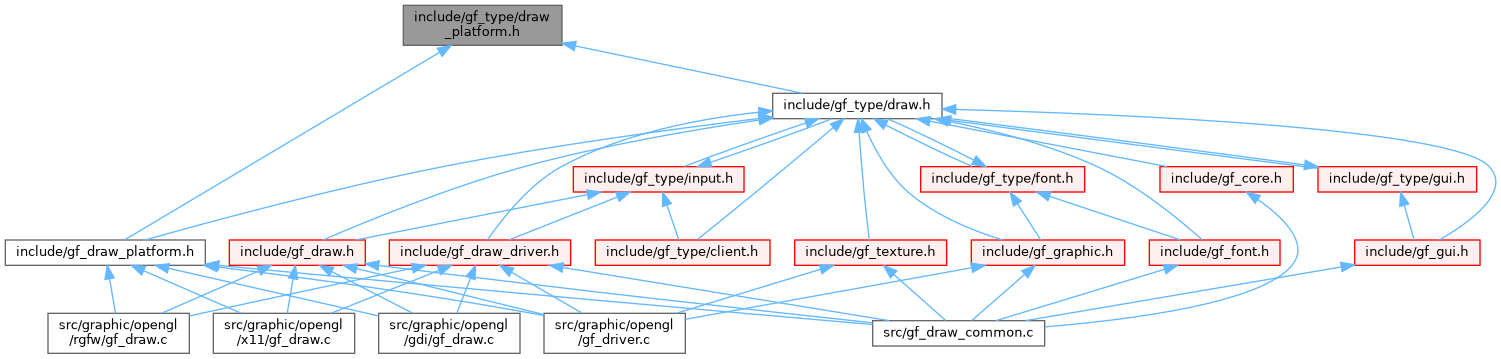 include/gf_type/draw
_platform.h
include/gf_type/draw.h
include/gf_type/input.h
include/gf_type/font.h
include/gf_core.h
include/gf_type/gui.h
include/gf_draw_platform.h
include/gf_draw.h
include/gf_draw_driver.h
include/gf_type/client.h
include/gf_texture.h
include/gf_graphic.h
include/gf_font.h
include/gf_gui.h
src/graphic/opengl
/rgfw/gf_draw.c
src/graphic/opengl
/x11/gf_draw.c
src/graphic/opengl
/gdi/gf_draw.c
src/graphic/opengl
/gf_driver.c
src/gf_draw_common.c